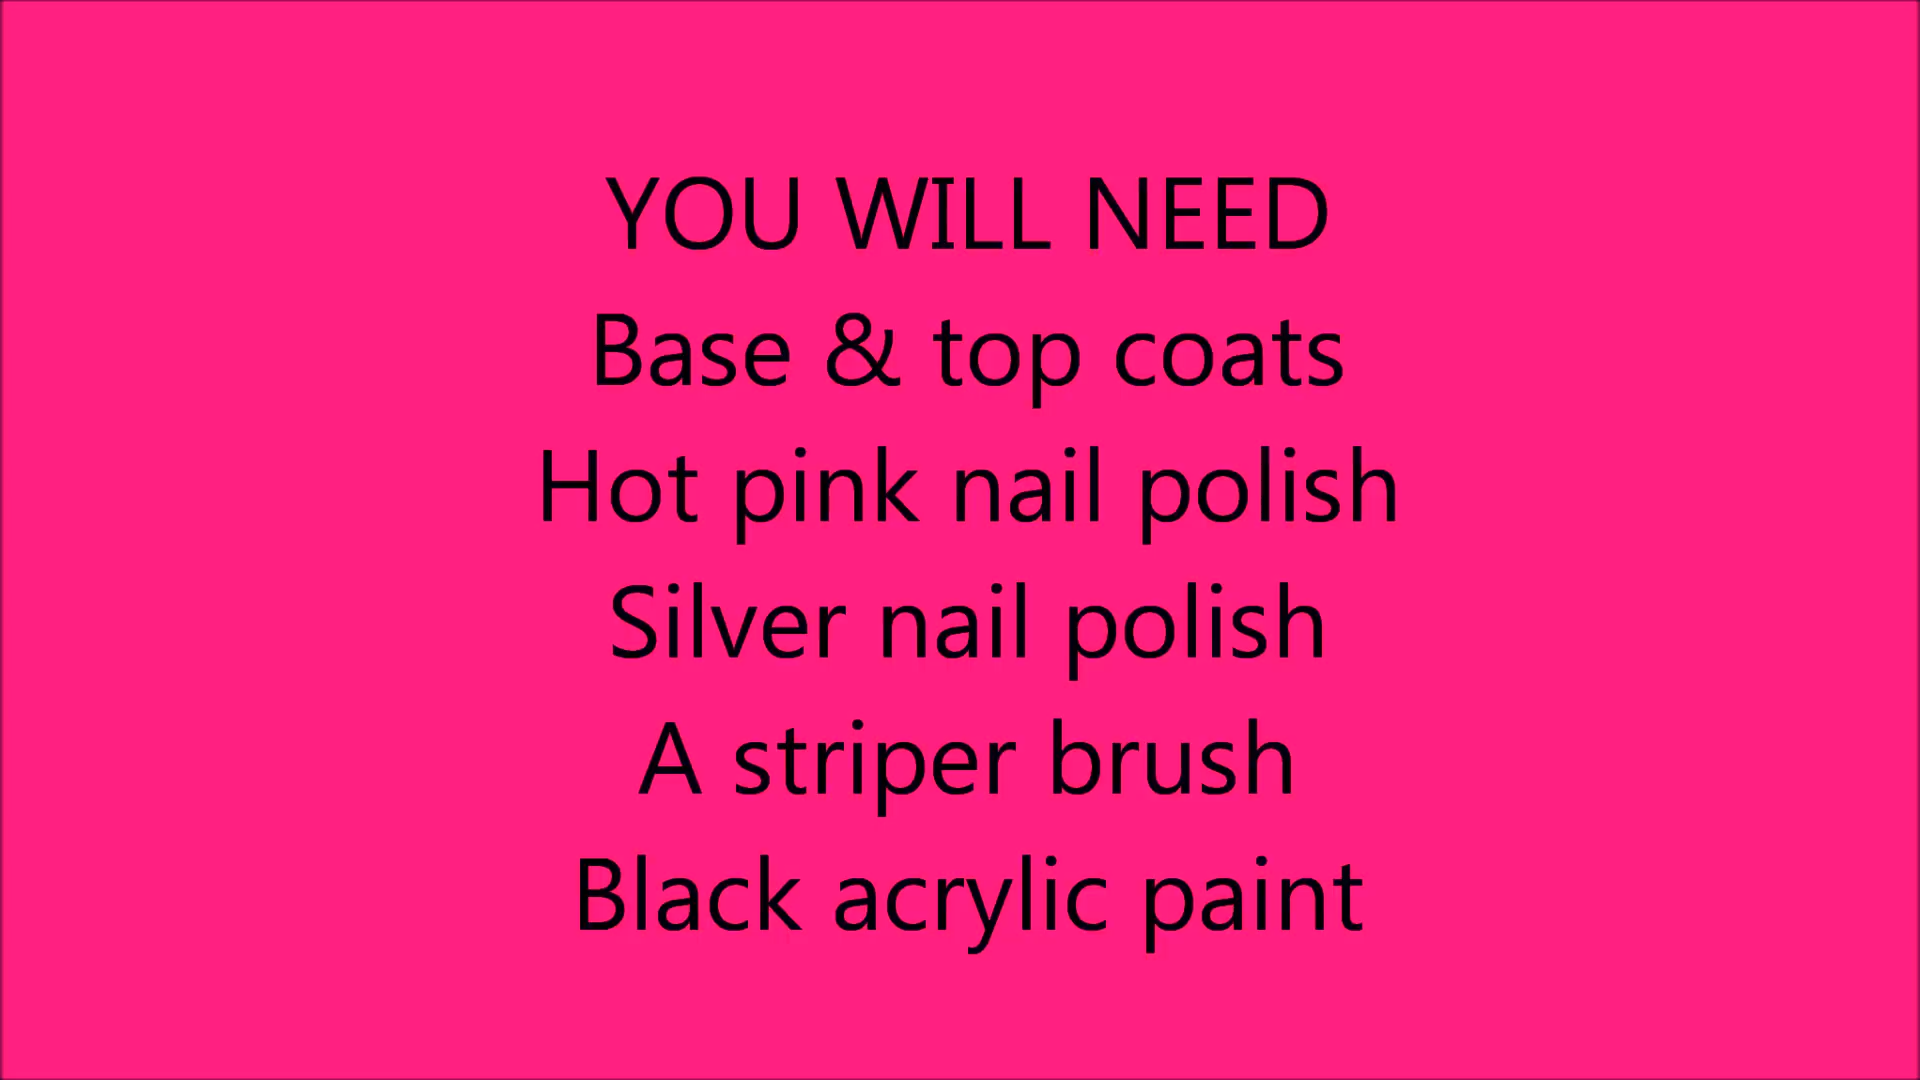 YOU WILL NEED
Base & top coats
Hot pink nail polish
Silver nail polish
A striper brush
Black acrylic paint